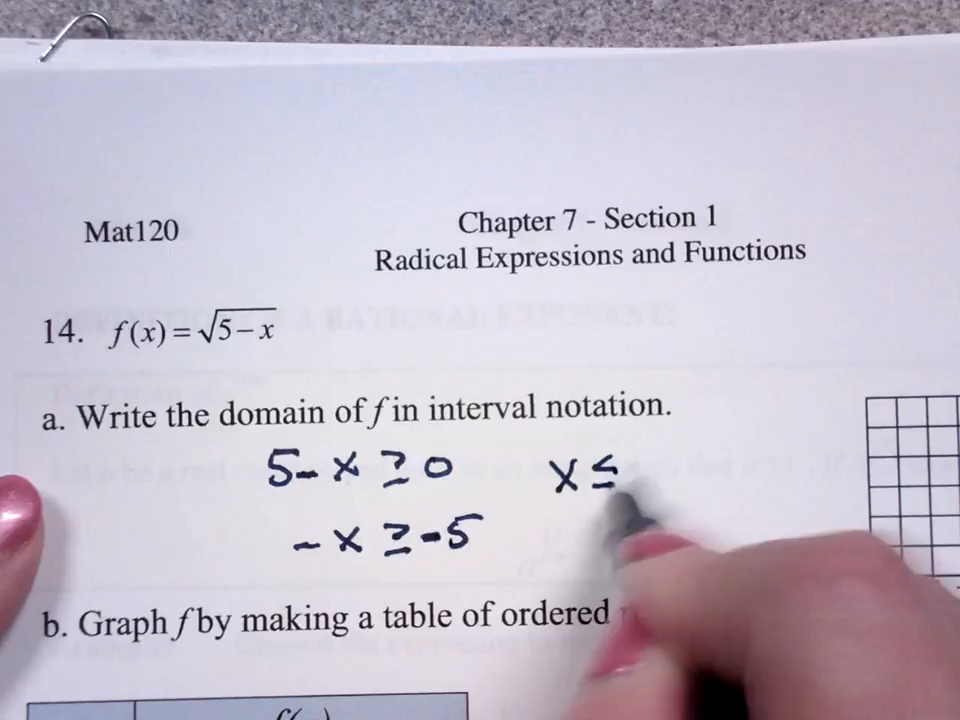 Mat120
Chapter 7 - Section 1
Radical Expressions and Functions
14. f(x) = √5 − x
a. Write the domain of f in interval notation.
5 - x ≥ 0
x ≤
- x ≥ -5
b. Graph f by making a table of ordered